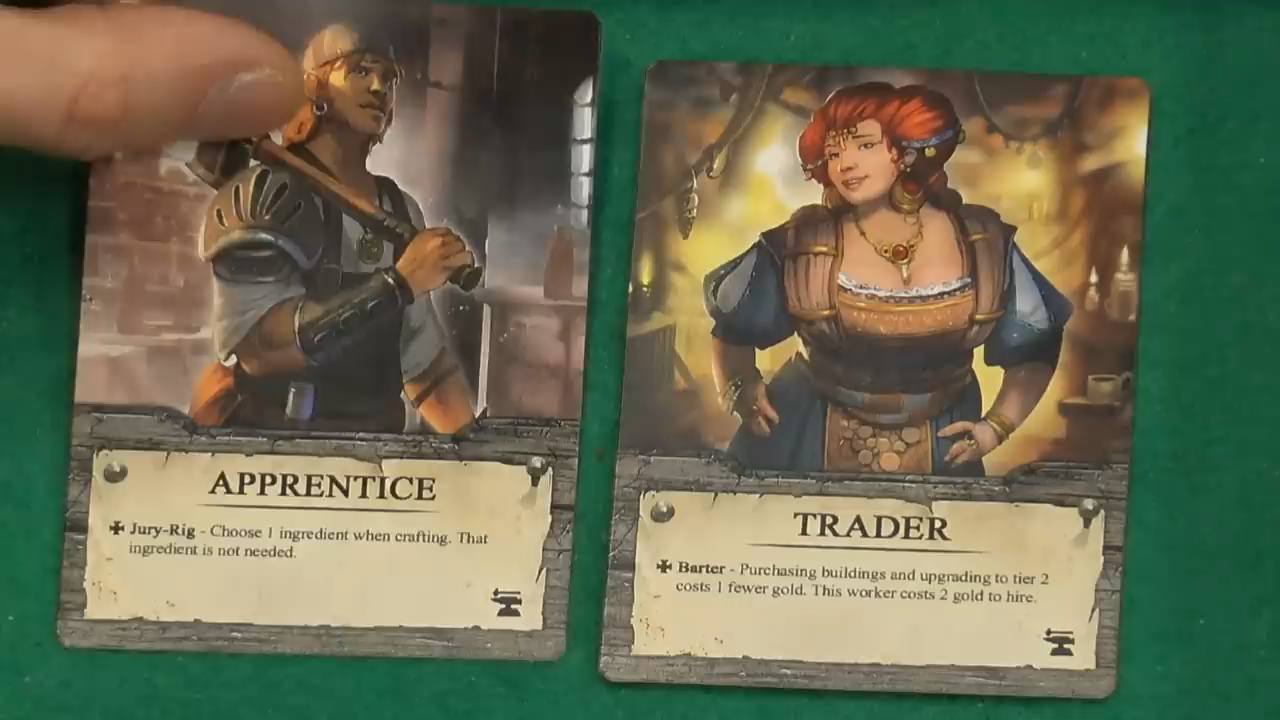 APPRENTICE
Jury-Rig - Choose 1 ingredient when crafting. That
ingredient is not needed.
TRADER
Barter - Purchasing buildings and upgrading to tier 2
costs 1 fewer gold. This worker costs 2 gold to hire.